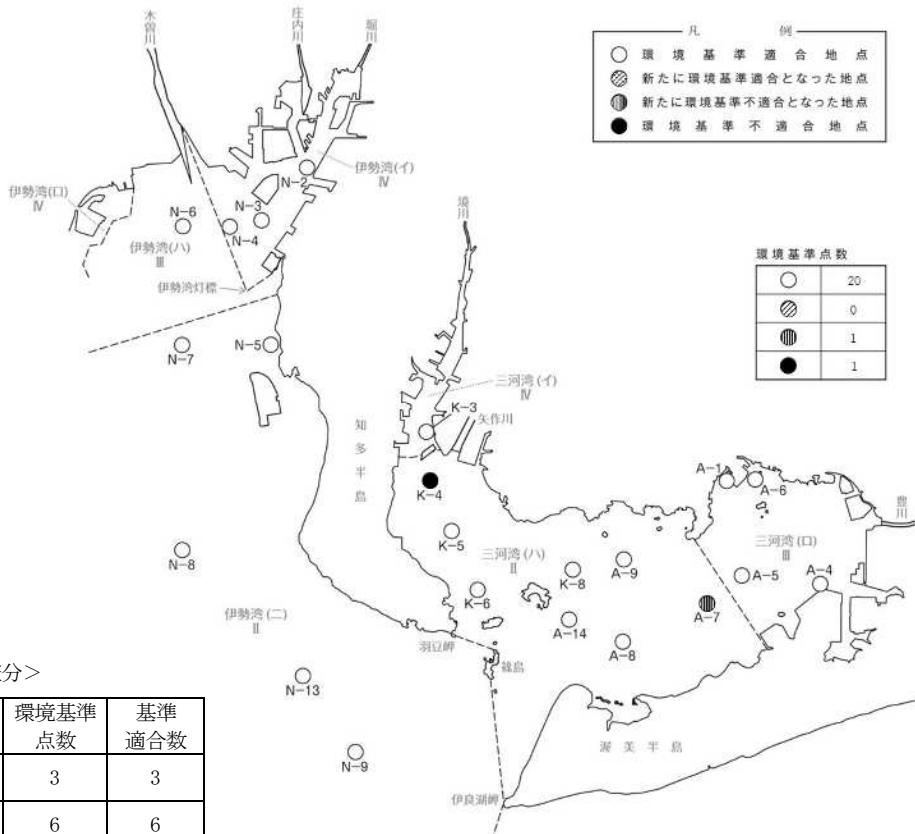 木曽川
庄内川
堀川
凡例
環境基準適合地点
新たに環境基準適合となった地点
新たに環境基準不適合となった地点
環境基準不適合地点
伊勢湾(イ)
Ⅳ
N-2
伊勢湾(ロ)
Ⅳ
N-6
N-3
N-4
伊勢湾(ハ)
Ⅲ
境川
伊勢湾灯標
環境基準点数
20
0
1
1
N-7
N-5
三河湾(イ)
Ⅳ
K-3
矢作川
知多半島
K-4
A-1
A-6
豊川
K-5
三河湾(ハ)
Ⅱ
三河湾(ロ)
Ⅲ
N-8
K-8
A-9
A-5
A-4
K-6
A-7
伊勢湾(ニ)
Ⅱ
A-14
A-8
羽豆岬
篠島
分>
N-13
環境基準
点数
基準
適合数
3 3
6 6
N-9
渥美半島
伊良湖岬